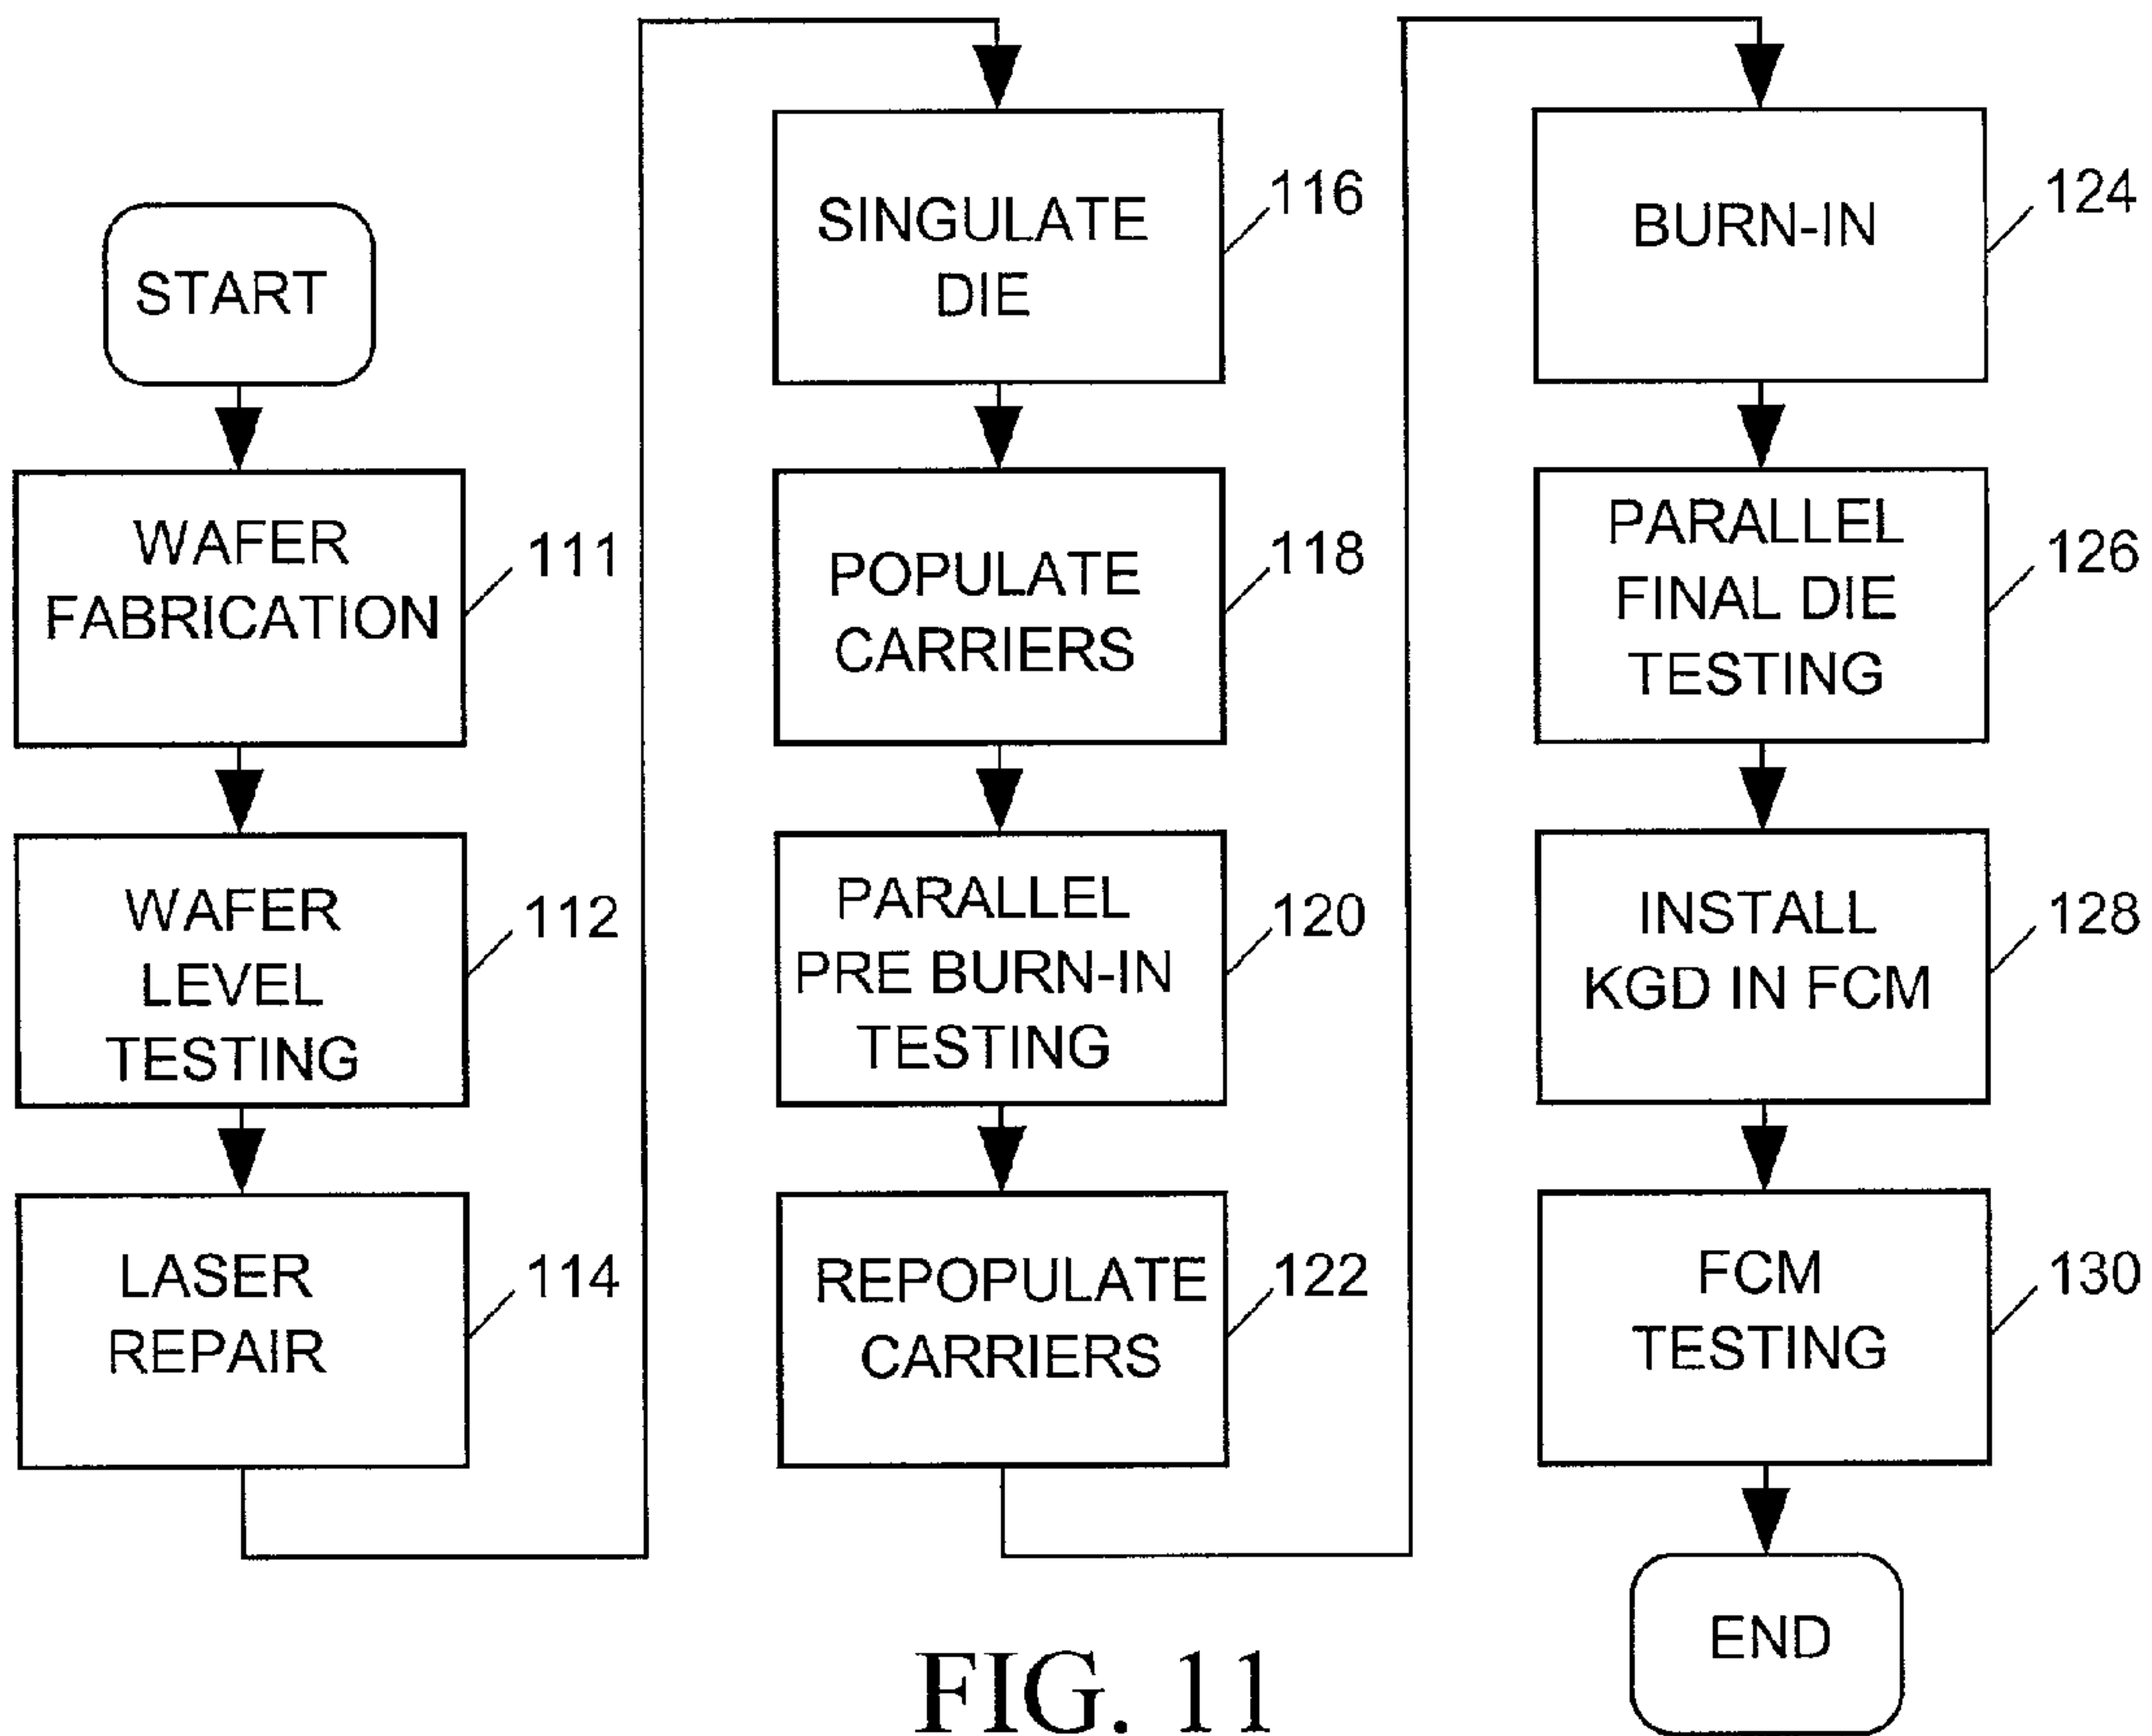 START
WAFER
FABRICATION
111
WAFER
LEVEL
TESTING
112
LASER
REPAIR
114
SINGULATE
DIE
116
POPULATE
CARRIERS
118
PARALLEL
PRE BURN-IN
TESTING
120
REPOPULATE
CARRIERS
122
BURN-IN
124
PARALLEL
FINAL DIE
TESTING
126
INSTALL
KGD IN FCM
128
FCM
TESTING
130
END
FIG. 11